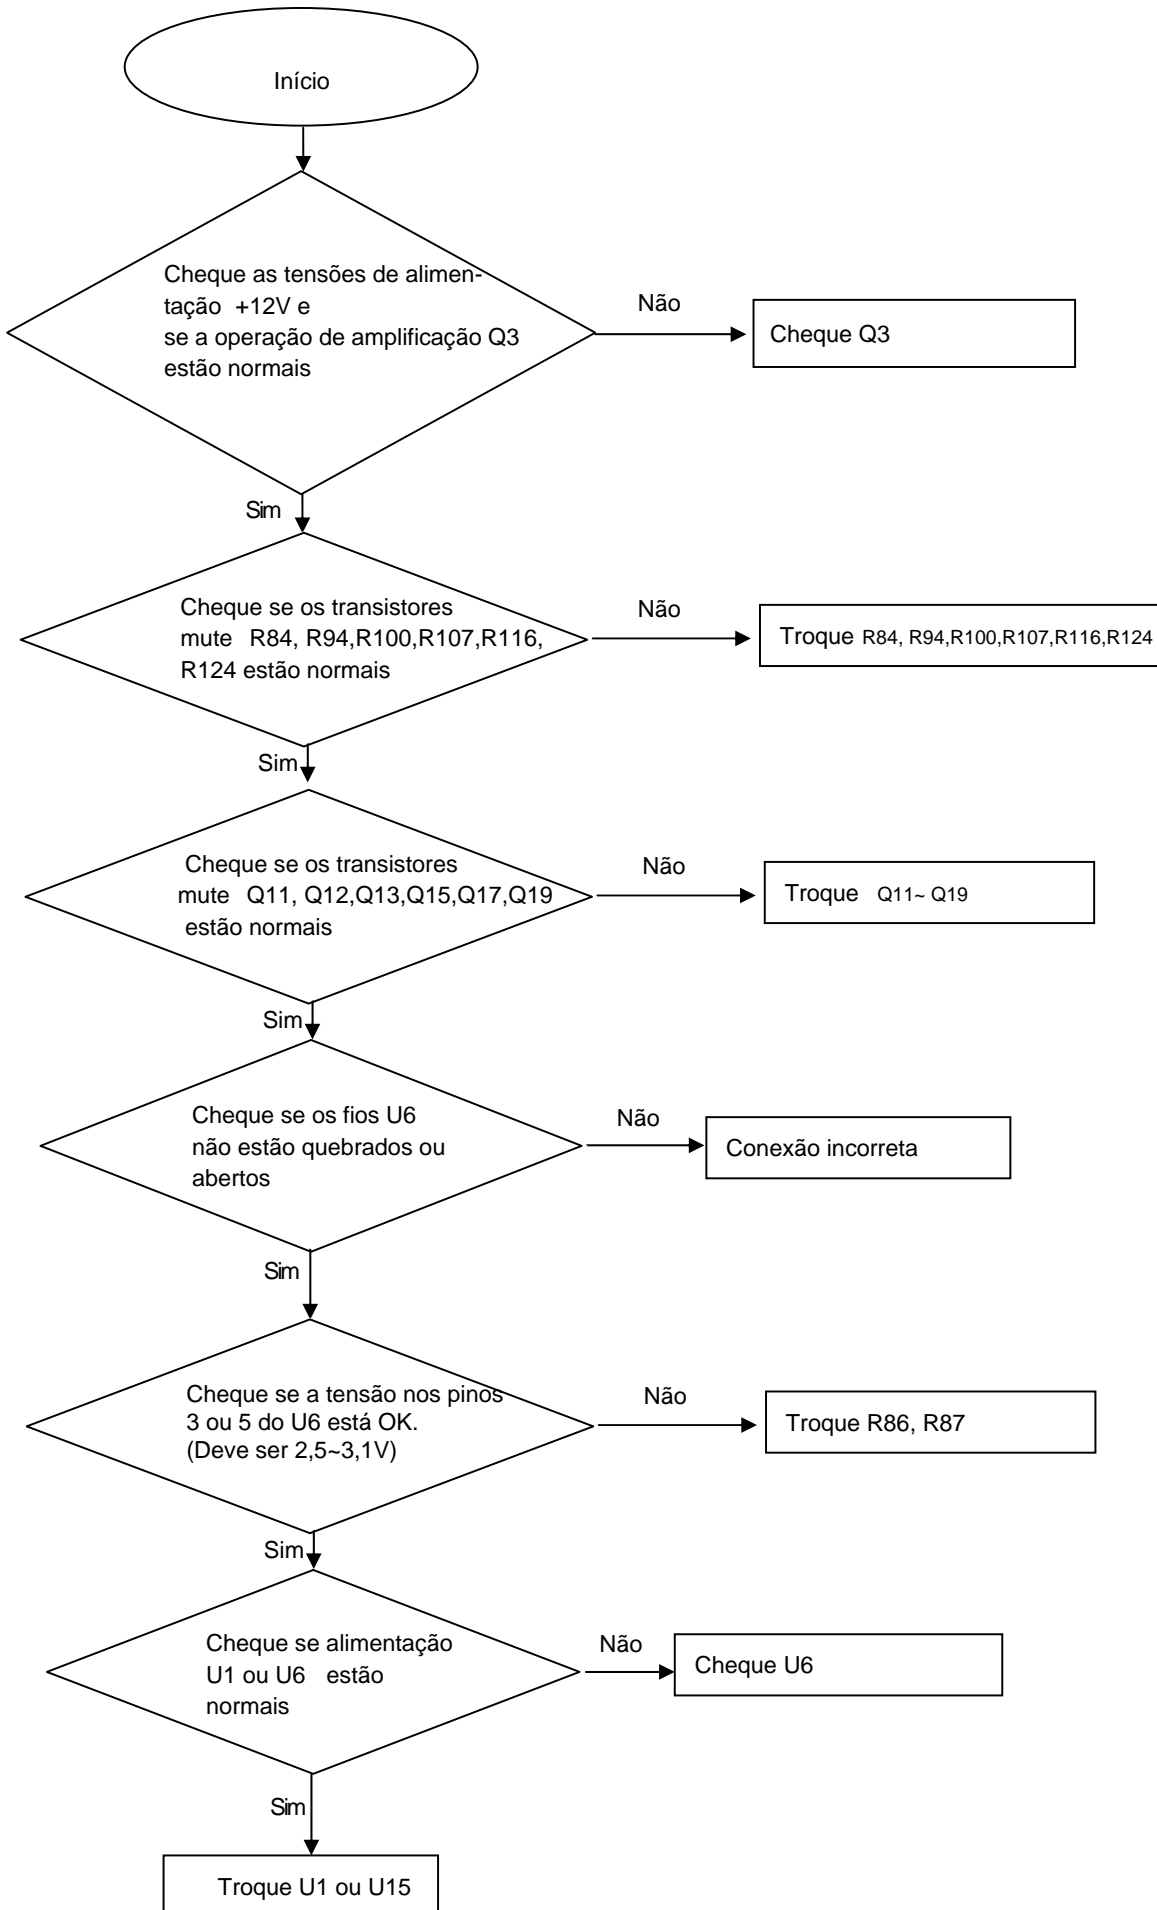 Início
Cheque as tensões de alimen-
tação +12V e
se a operação de amplificação Q3
estão normais
Não
Cheque Q3
Sim
Cheque se os transistores
mute R84, R94,R100,R107,R116,
R124 estão normais
Não
Troque R84, R94,R100,R107,R116,R124
Sim
Cheque se os transistores
mute Q11, Q12,Q13,Q15,Q17,Q19
estão normais
Não
Troque Q11~ Q19
Sim
Cheque se os fios U6
não estão quebrados ou
abertos
Não
Conexão incorreta
Sim
Cheque se a tensão nos pinos
3 ou 5 do U6 está OK.
(Deve ser 2,5~3,1V)
Não
Troque R86, R87
Sim
Cheque se alimentação
U1 ou U6 estão
normais
Não
Cheque U6
Sim
Troque U1 ou U15